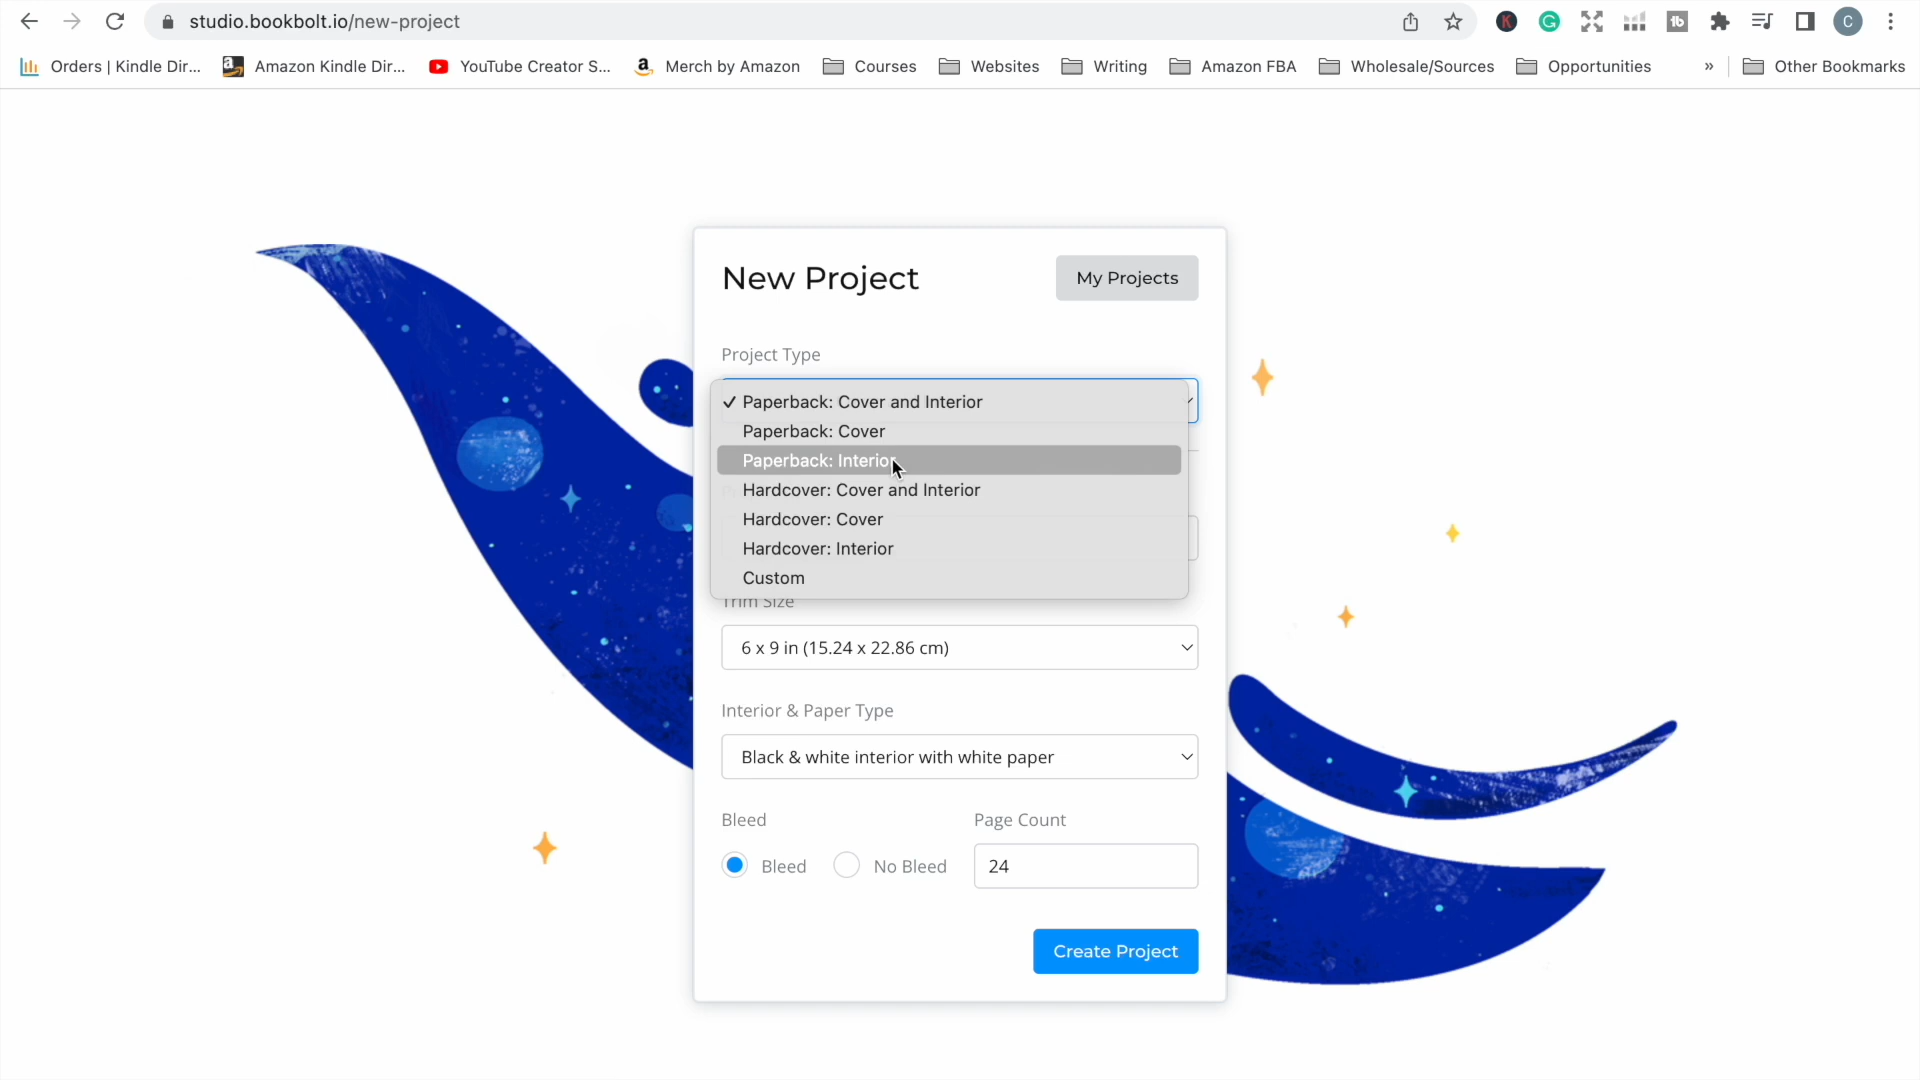 studio.bookbolt.io/new-project
Orders | Kindle Dir...
Amazon Kindle Dir...
YouTube Creator S...
Merch by Amazon
Courses
Websites
Writing
Amazon FBA
Wholesale/Sources
Opportunities
»
Other Bookmarks
New Project
My Projects
Project Type
✓ Paperback: Cover and Interior
Paperback: Cover
Paperback: Interior
Hardcover: Cover and Interior
Hardcover: Cover
Hardcover: Interior
Custom
Trim Size
6 x 9 in (15.24 x 22.86 cm)
Interior & Paper Type
Black & white interior with white paper
Bleed
Page Count
Bleed
No Bleed
24
Create Project